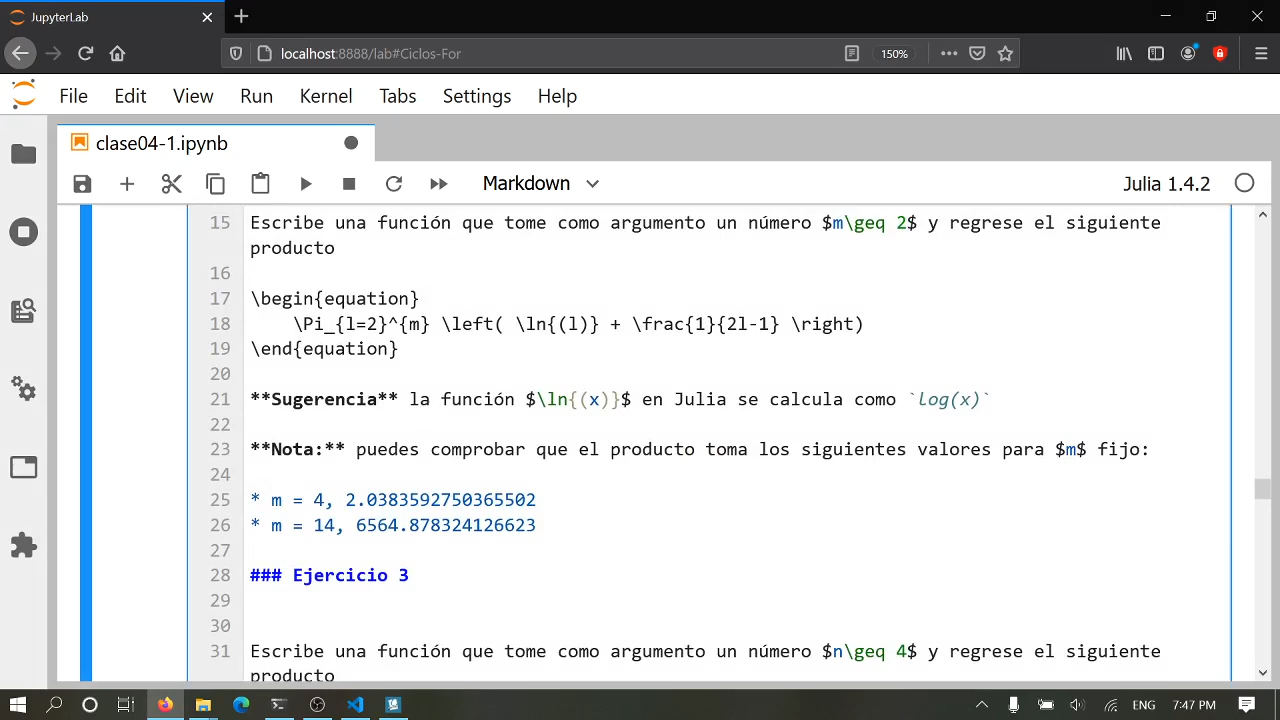 JupyterLab
localhost:8888/lab#Ciclos-For
150%
File Edit View Run Kernel Tabs Settings Help
clase04-1.ipynb
Markdown
Julia 1.4.2
15 Escribe una función que tome como argumento un número $m\geq 2$ y regrese el siguiente
producto
16
17 \begin{equation}
18 \Pi_{l=2}^{m} \left( \ln{(l)} + \frac{1}{2l-1} \right)
19 \end{equation}
20
21 **Sugerencia** la función $\ln{(x)}$ en Julia se calcula como `log(x)`
22
23 **Nota:** puedes comprobar que el producto toma los siguientes valores para $m$ fijo:
24
25 * m = 4, 2.0383592750365502
26 * m = 14, 6564.878324126623
27
28 ### Ejercicio 3
29
30
31 Escribe una función que tome como argumento un número $n\geq 4$ y regrese el siguiente
producto
ENG 7:47 PM